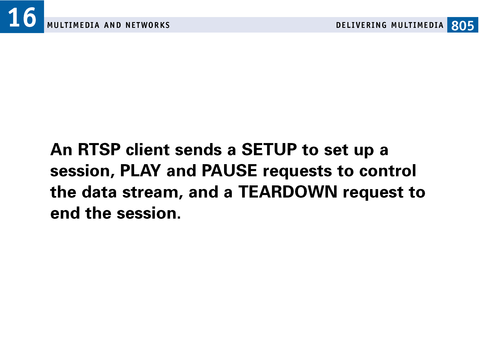 16 MULTIMEDIA AND NETWORKS DELIVERING MULTIMEDIA 805
An RTSP client sends a SETUP to set up a
session, PLAY and PAUSE requests to control
the data stream, and a TEARDOWN request to
end the session.